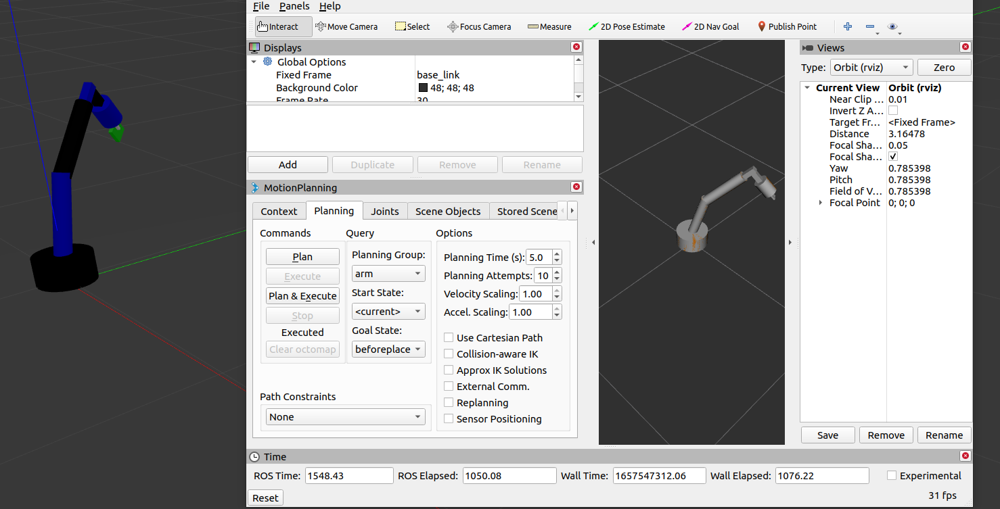 File Panels Help
Interact Move Camera Select Focus Camera Measure 2D Pose Estimate 2D Nav Goal Publish Point
Displays
Global Options
Fixed Frame base_link
Background Color 48; 48; 48
Frame Rate 30
Add Duplicate Remove Rename
MotionPlanning
Context Planning Joints Scene Objects Stored Scene
Commands Query Options
Plan
Execute
Plan & Execute
Stop
Executed
Clear octomap
Planning Group:
arm
Start State:
<current>
Goal State:
beforeplace
Planning Time (s): 5.0
Planning Attempts: 10
Velocity Scaling: 1.00
Accel. Scaling: 1.00
Use Cartesian Path
Collision-aware IK
Approx IK Solutions
External Comm.
Replanning
Sensor Positioning
Path Constraints
None
Views
Type: Orbit (rviz) Zero
Current View Orbit (rviz)
Near Clip ... 0.01
Invert Z A...
Target Fr... <Fixed Frame>
Distance 3.16478
Focal Sha... 0.05
Focal Sha...
Yaw 0.785398
Pitch 0.785398
Field of V... 0.785398
Focal Point 0; 0; 0
Save Remove Rename
Time
ROS Time: 1548.43 ROS Elapsed: 1050.08 Wall Time: 1657547312.06 Wall Elapsed: 1076.22 Experimental
Reset 31 fps